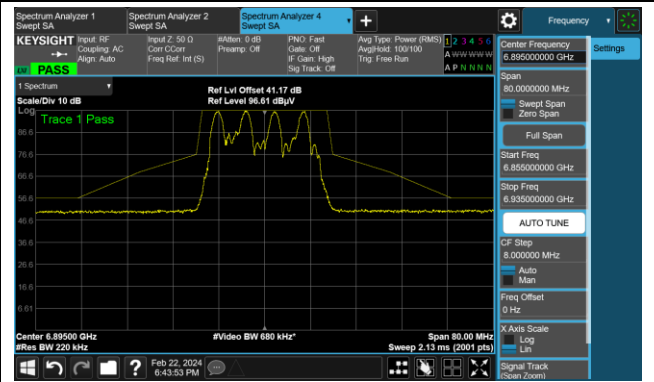 Spectrum Analyzer 1
Swept SA
Spectrum Analyzer 2
Swept SA
Spectrum Analyzer 4
Swept SA
Frequency
KEYSIGHT
Input: RF
Coupling: AC
Align: Auto
Input Z: 50 Ω
Corr CCorr
Freq Ref: Int (S)
#Atten: 0 dB
Preamp: Off
PNO: Fast
Gate: Off
IF Gain: High
Sig Track: Off
Avg Type: Power (RMS)
Avg|Hold: 100/100
Trig: Free Run
1 2 3 4 5 6
A W W W W W
A P N N N N
LW PASS
1 Spectrum
Scale/Div 10 dB
Ref Lvl Offset 41.17 dB
Ref Level 96.61 dBµV
Log
Trace 1 Pass
86.6
76.6
66.6
56.6
46.6
36.6
26.6
16.6
6.61
Center 6.89500 GHz
#Res BW 220 kHz
#Video BW 680 kHz*
Span 80.00 MHz
Sweep 2.13 ms (2001 pts)
Center Frequency
6.895000000 GHz
Settings
Span
80.0000000 MHz
Swept Span
Zero Span
Full Span
Start Freq
6.855000000 GHz
Stop Freq
6.935000000 GHz
AUTO TUNE
CF Step
8.000000 MHz
Auto
Man
Freq Offset
0 Hz
X Axis Scale
Log
Lin
Signal Track
(Span Zoom)
?
Feb 22, 2024
6:43:53 PM